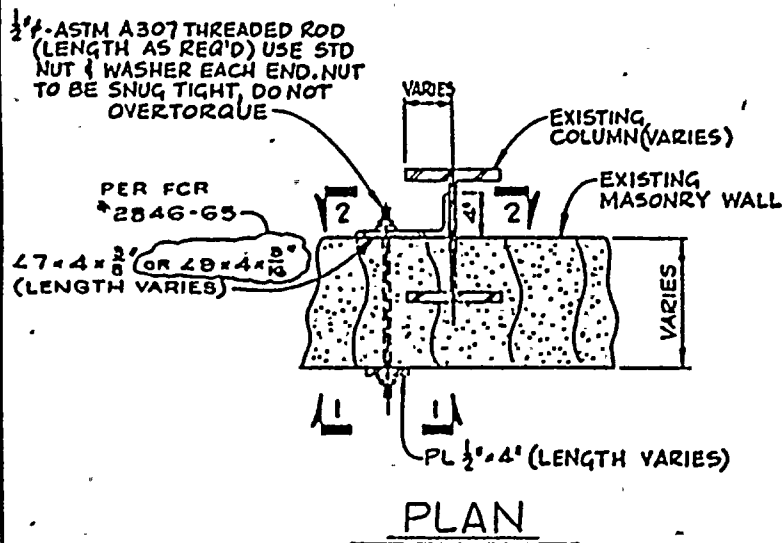 1/2"ϕ-ASTM A307 THREADED ROD
(LENGTH AS REQ'D) USE STD
NUT & WASHER EACH END. NUT
TO BE SNUG TIGHT, DO NOT
OVERTORQUE
VARIES
EXISTING
COLUMN (VARIES)
PER FCR
#2846-65
EXISTING
MASONRY WALL
2
4"
2
∠7 x 4 x 3/8" OR ∠8 x 4 x
(LENGTH VARIES)
VARIES
1
1
PL 1/2" x 4" (LENGTH VARIES)
PLAN